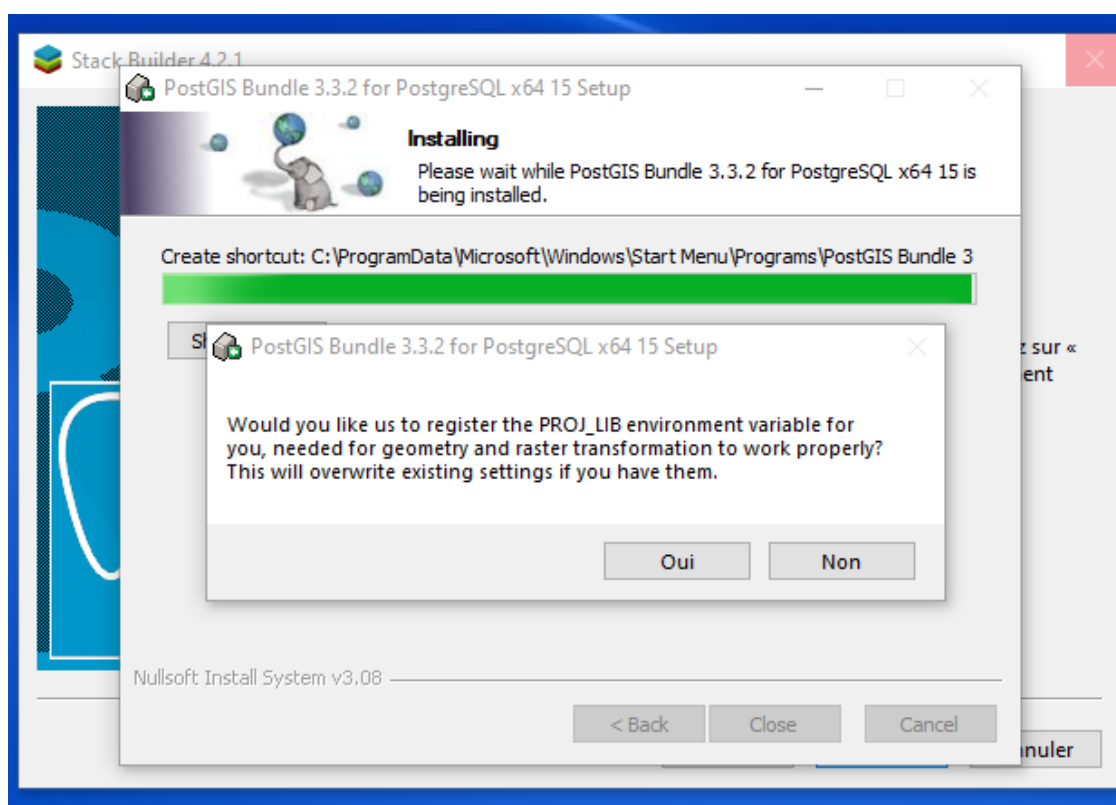 Stack Builder 4.2.1
PostGIS Bundle 3.3.2 for PostgreSQL x64 15 Setup
Installing
Please wait while PostGIS Bundle 3.3.2 for PostgreSQL x64 15 is
being installed.
Create shortcut: C:\ProgramData\Microsoft\Windows\Start Menu\Programs\PostGIS Bundle 3
PostGIS Bundle 3.3.2 for PostgreSQL x64 15 Setup
z sur «
ent
Would you like us to register the PROJ_LIB environment variable for
you, needed for geometry and raster transformation to work properly?
This will overwrite existing settings if you have them.
Oui Non
Nullsoft Install System v3.08
< Back Close Cancel
nnuler